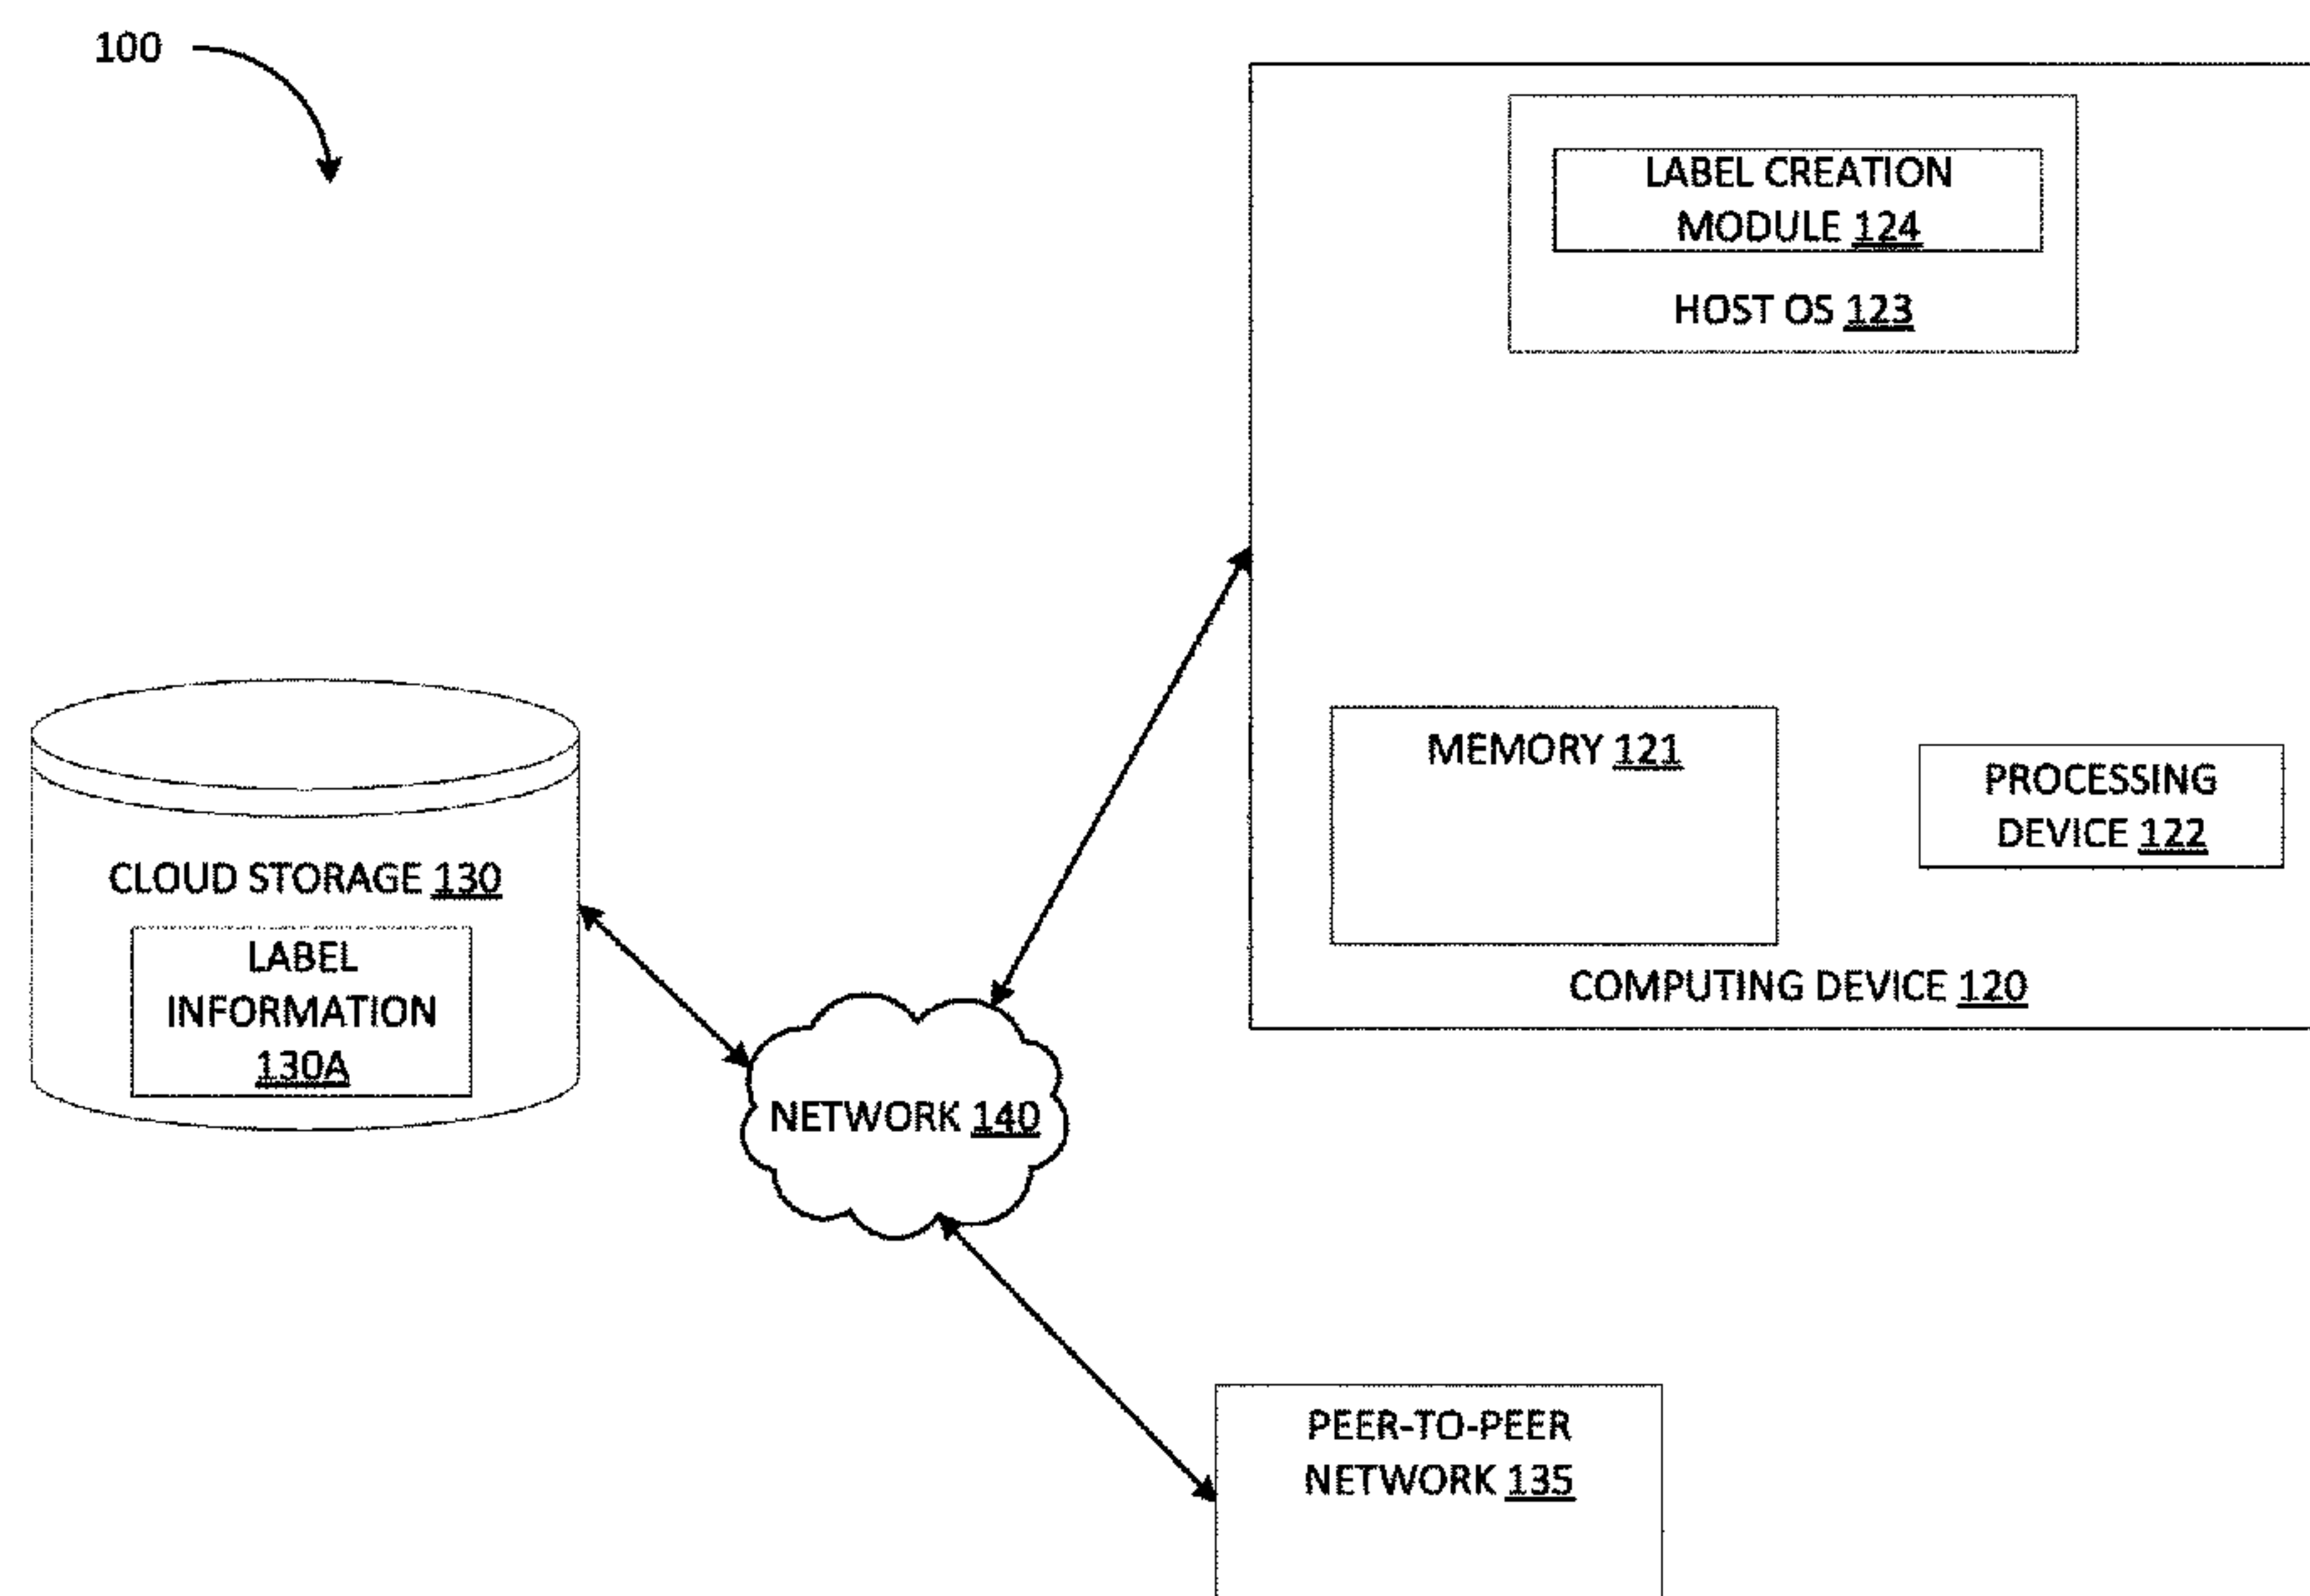 100
LABEL CREATION
MODULE 124
HOST OS 123
MEMORY 121
PROCESSING
DEVICE 122
COMPUTING DEVICE 120
CLOUD STORAGE 130
LABEL
INFORMATION
130A
NETWORK 140
PEER-TO-PEER
NETWORK 135